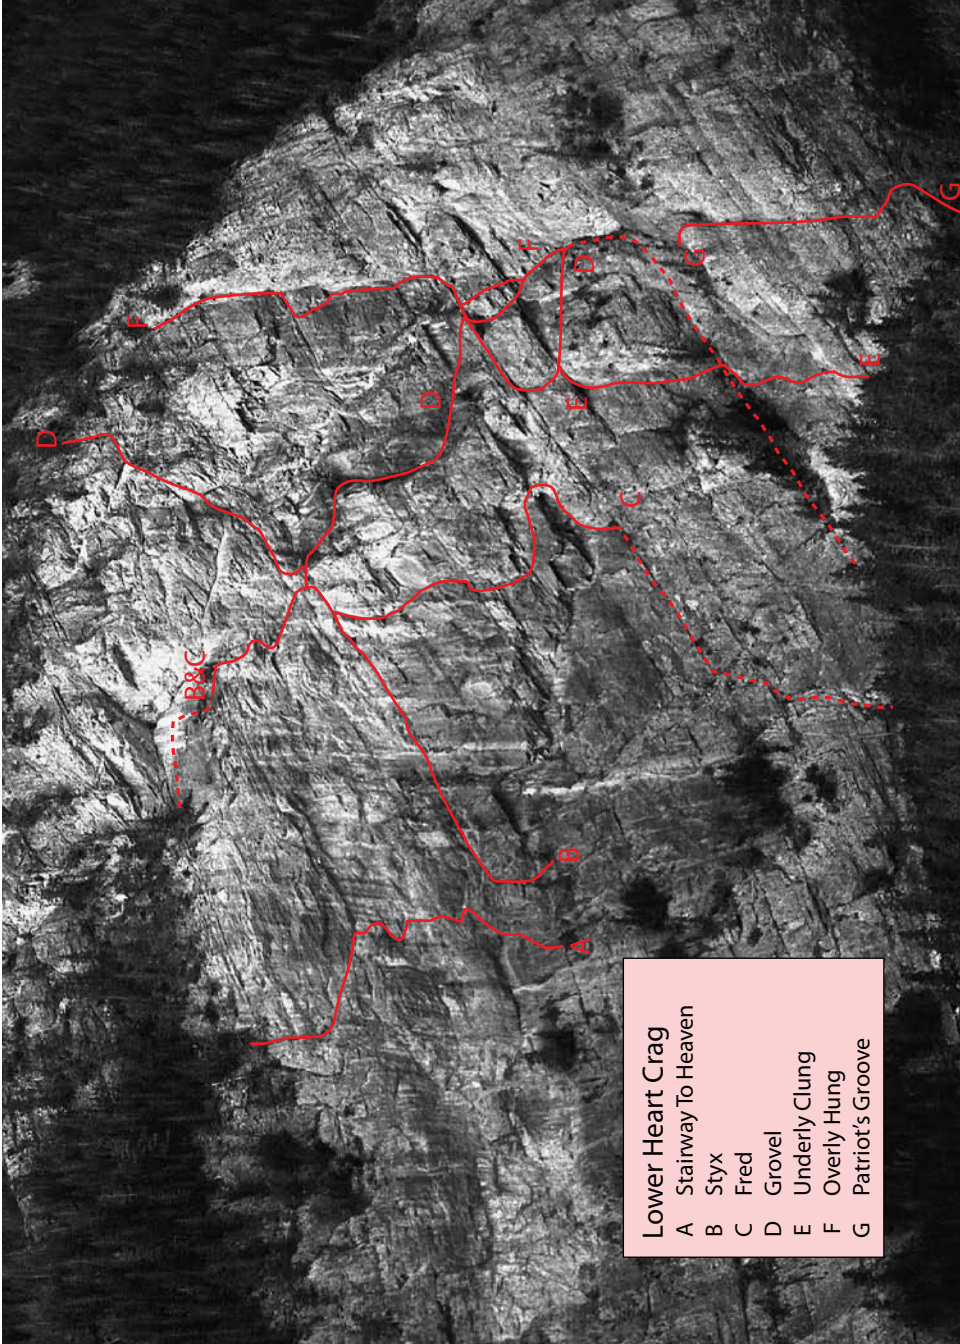 D
F
B&C
D
F
D
G
G
C
E
E
B
A
Lower Heart Crag
A Stairway To Heaven
B Styx
C Fred
D Grovel
E Underly Clung
F Overly Hung
G Patriot's Groove